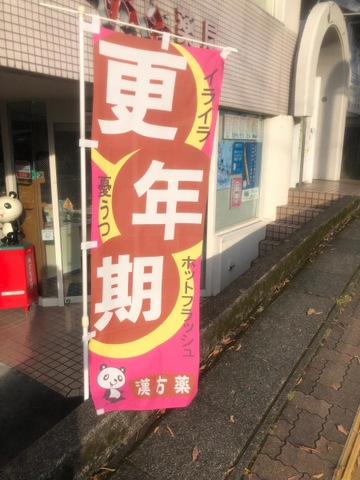 イライラ
更年期
憂うつ
ホットフラッシュ
漢方薬